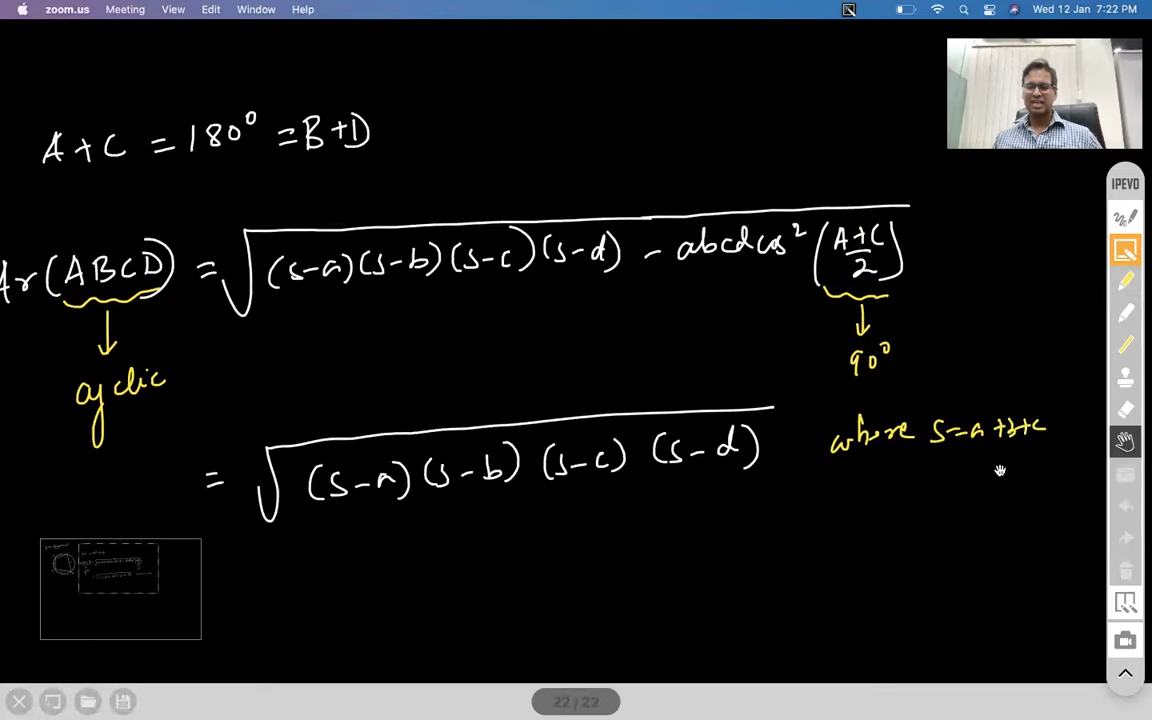 zoom.us Meeting View Edit Window Help Wed 12 Jan 7:22 PM
IPEVO
A+C = 180° = B+D
Ar(ABCD) = √(s-a)(s-b)(s-c)(s-d) - abcd cos² (A+C/2)
cyclic
90°
where s=a+b+c
= √(s-a)(s-b)(s-c)(s-d)
22 / 22